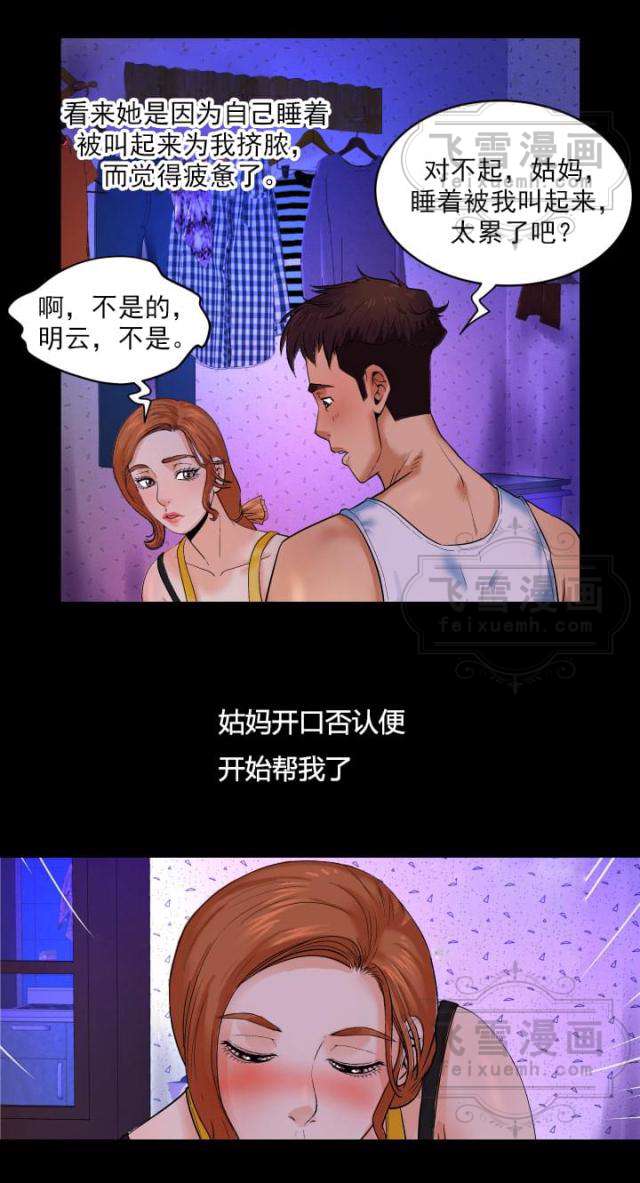 看来她是因为自己睡着
被叫起来为我挤脓，
而觉得疲惫了。
飞雪漫画
对不起，姑妈，
睡着被我叫起来，
太累了吧？
啊，不是的，
明云，不是。
飞雪漫画
feixuemh.com
姑妈开口否认便
开始帮我了
飞雪漫画
feixuemh.com